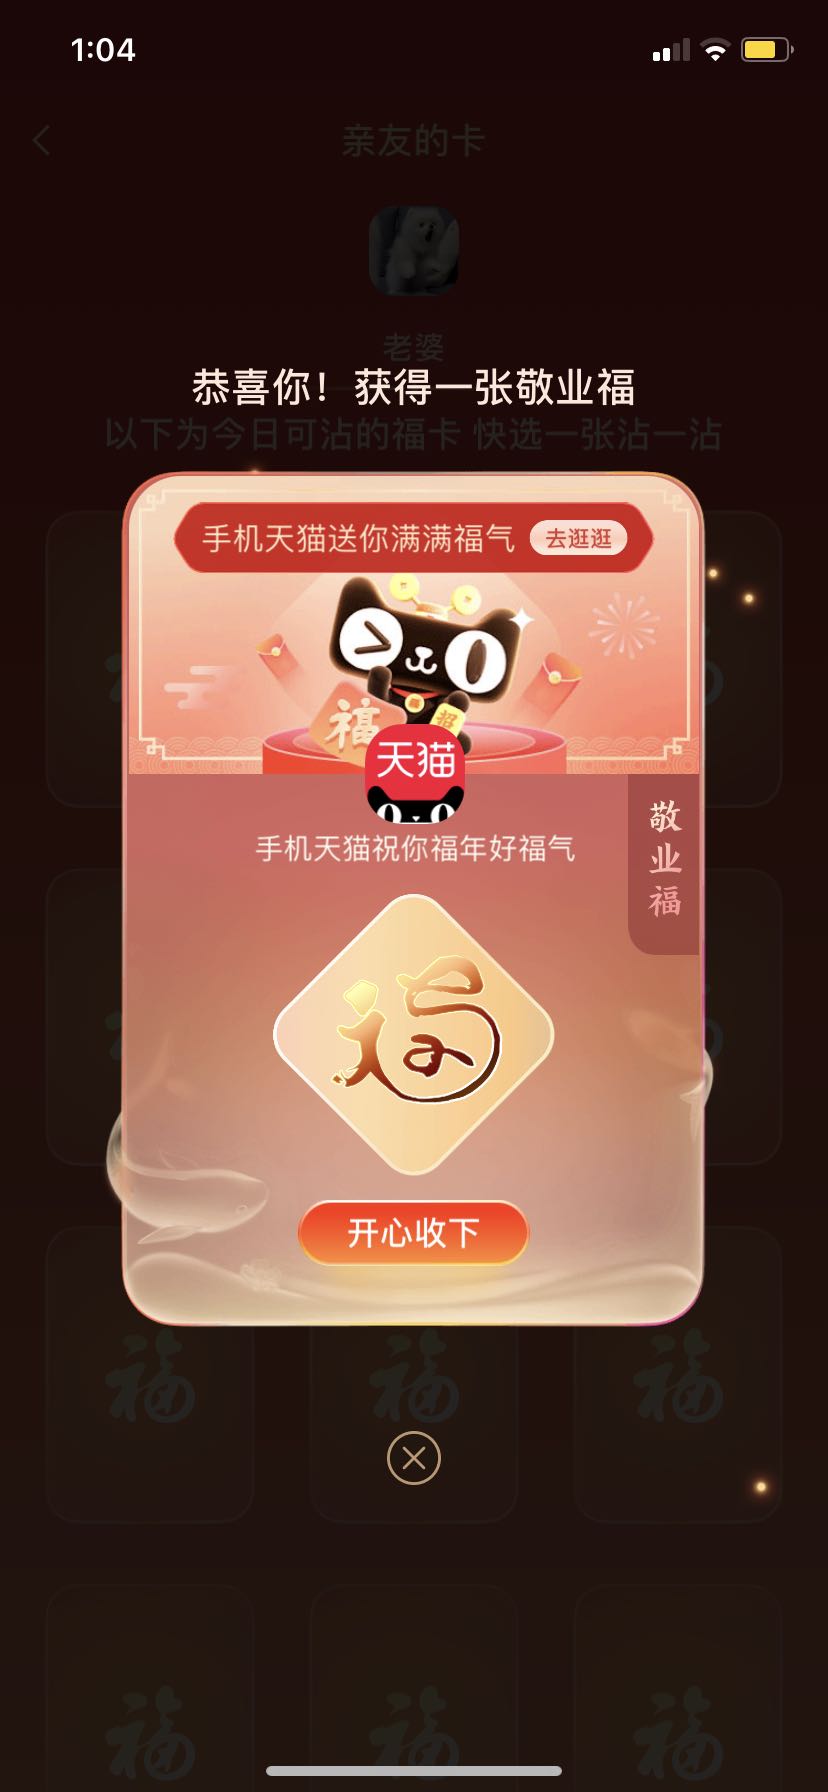 1:04
亲友的卡
老婆
恭喜你！获得一张敬业福
以下为今日可沾的福卡 快选一张沾一沾
手机天猫送你满满福气 去逛逛
福
招
天猫
敬业福
手机天猫祝你福年好福气
福
开心收下
福 福 福
福 福 福